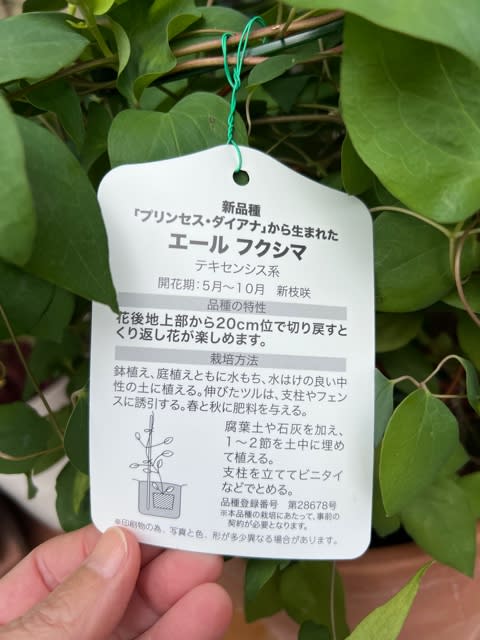 新品種
「プリンセス・ダイアナ」から生まれた
エール フクシマ
テキセンシス系
開花期:5月〜10月 新枝咲
品種の特性
花後地上部から20cm位で切り戻すと
くり返し花が楽しめます。
栽培方法
鉢植え、庭植えともに水もち、水はけの良い中
性の土に植える。伸びたツルは、支柱やフェン
スに誘引する。春と秋に肥料を与える。
腐葉土や石灰を加え、
1〜2節を土中に埋め
て植える。
支柱を立ててビニタイ
などでとめる。
品種登録番号 第28678号
※本品種の栽培にあたって、事前の
契約が必要となります。
※印刷の為、写真と色、形が多少異なる場合があります。